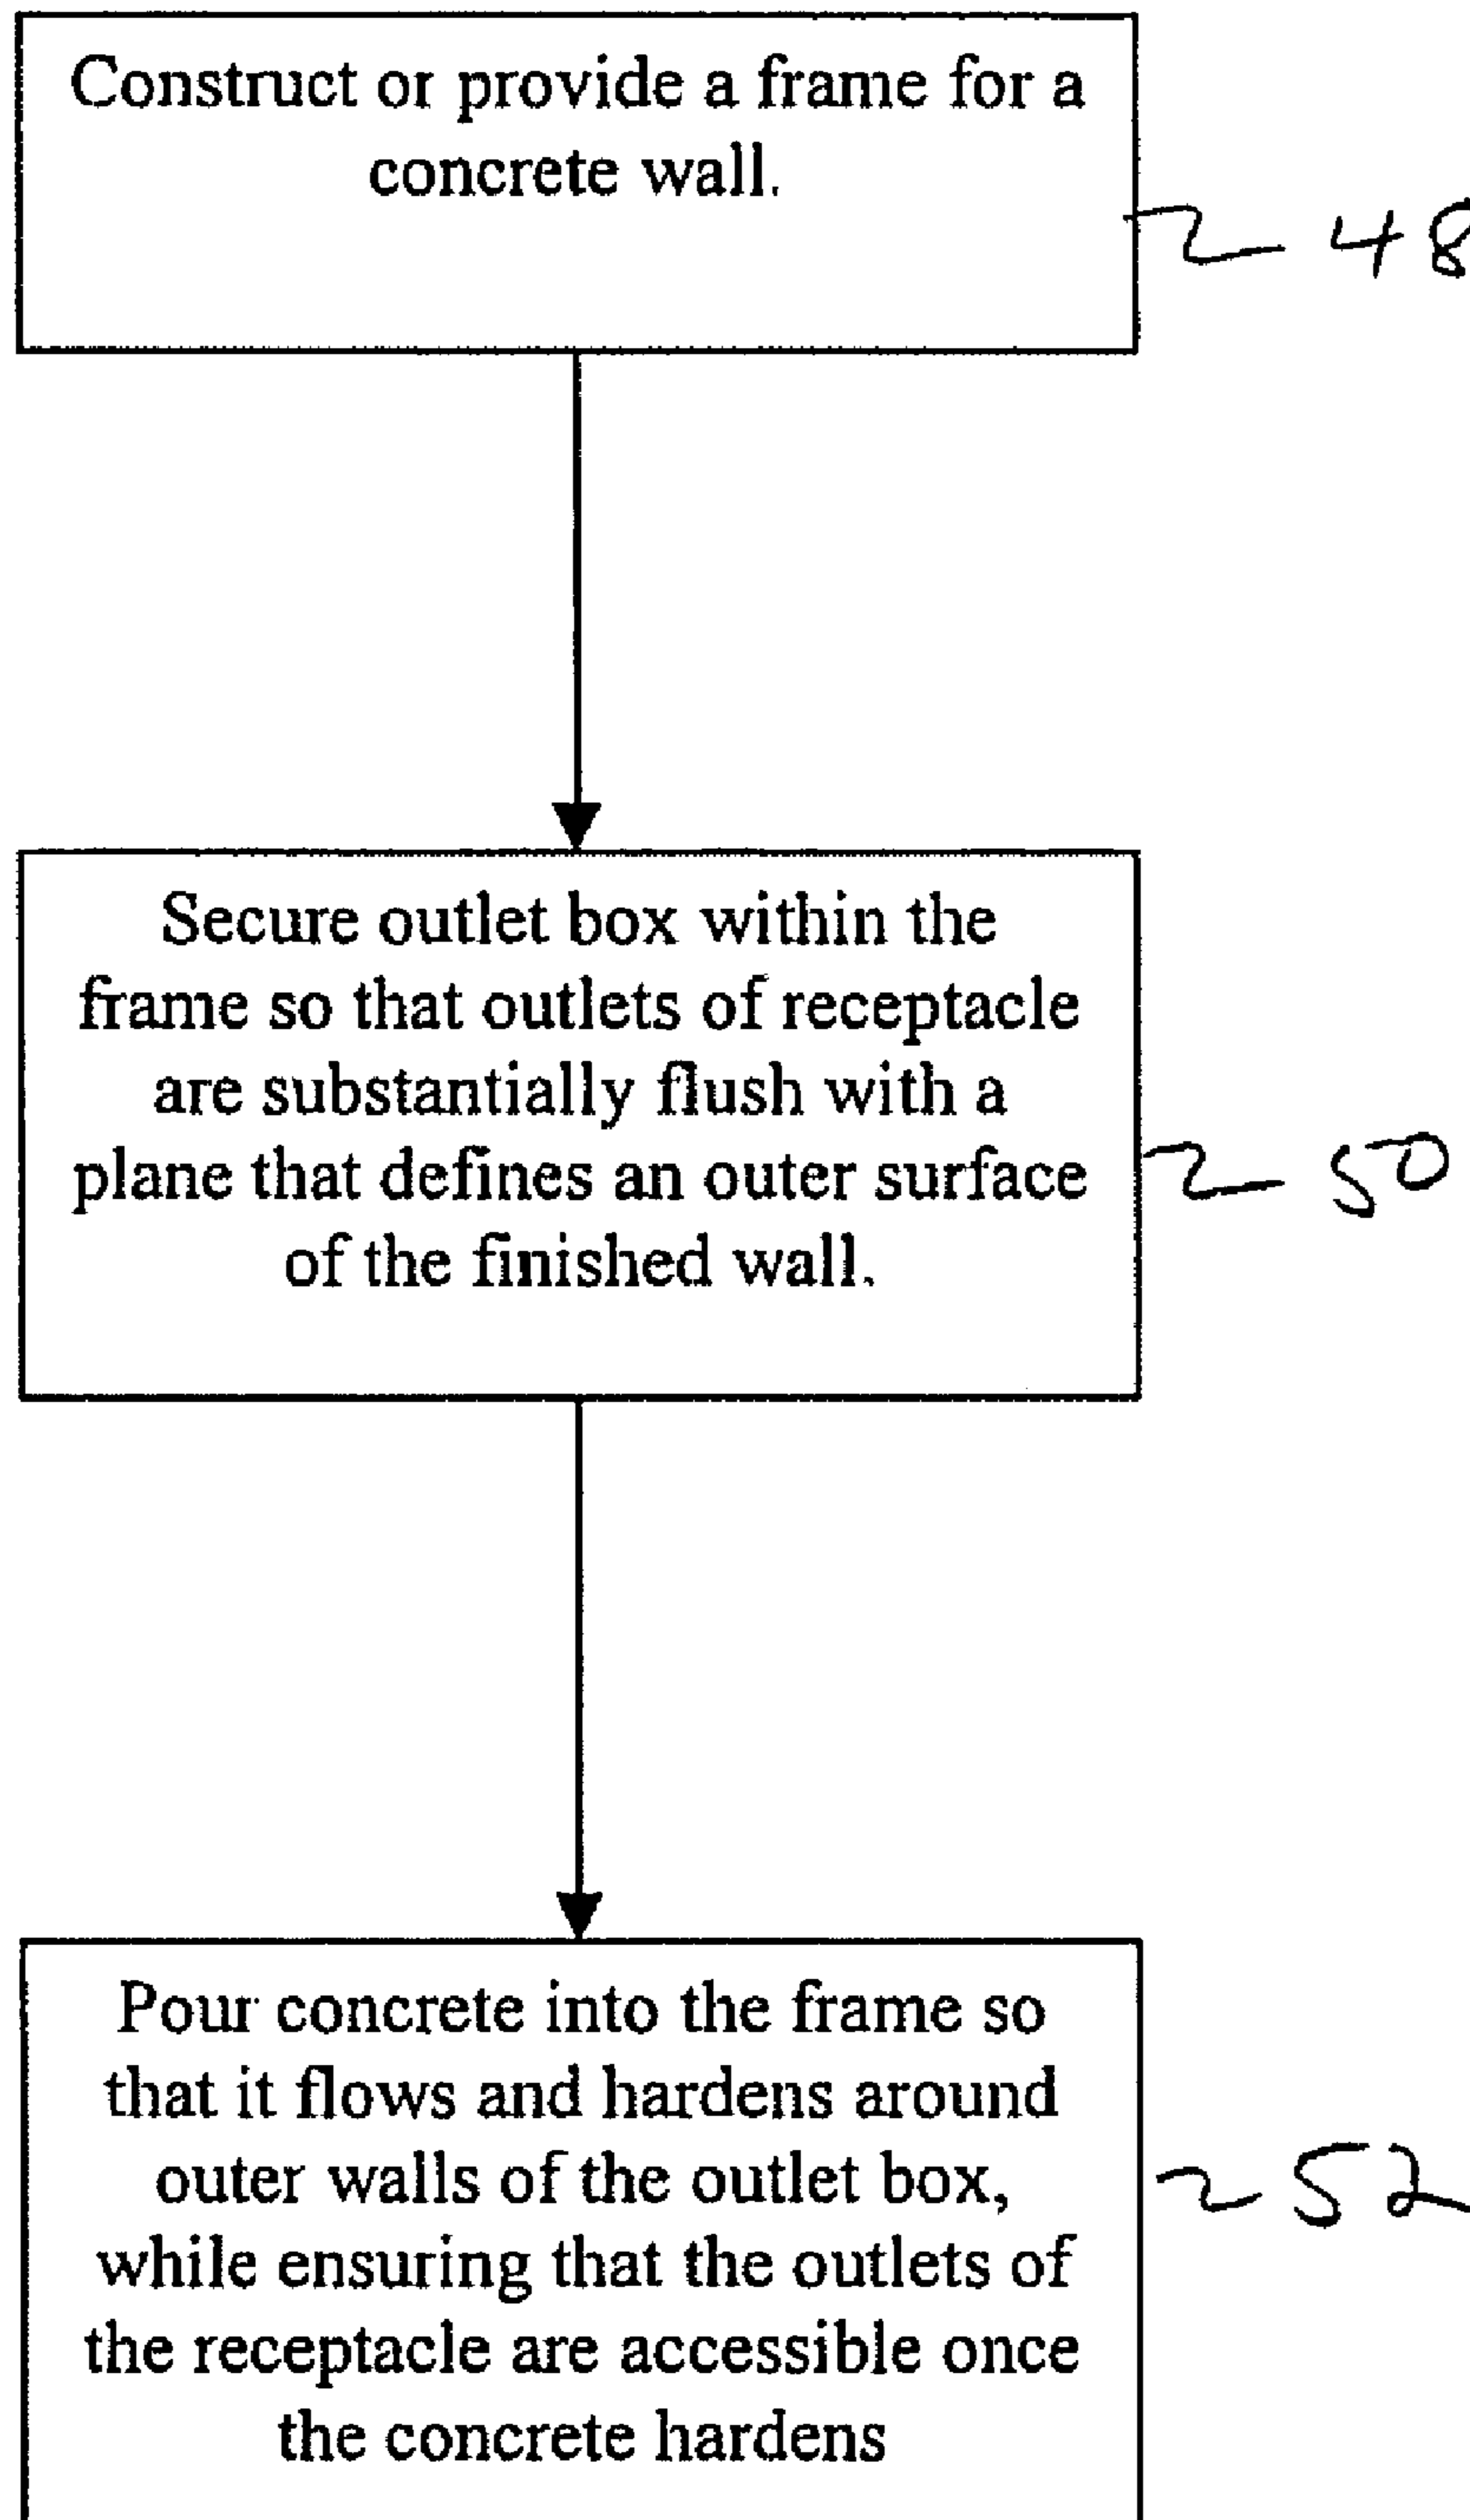 Construct or provide a frame for a
concrete wall.
48
Secure outlet box within the
frame so that outlets of receptacle
are substantially flush with a
plane that defines an outer surface
of the finished wall.
50
Pour concrete into the frame so
that it flows and hardens around
outer walls of the outlet box,
while ensuring that the outlets of
the receptacle are accessible once
the concrete hardens
52